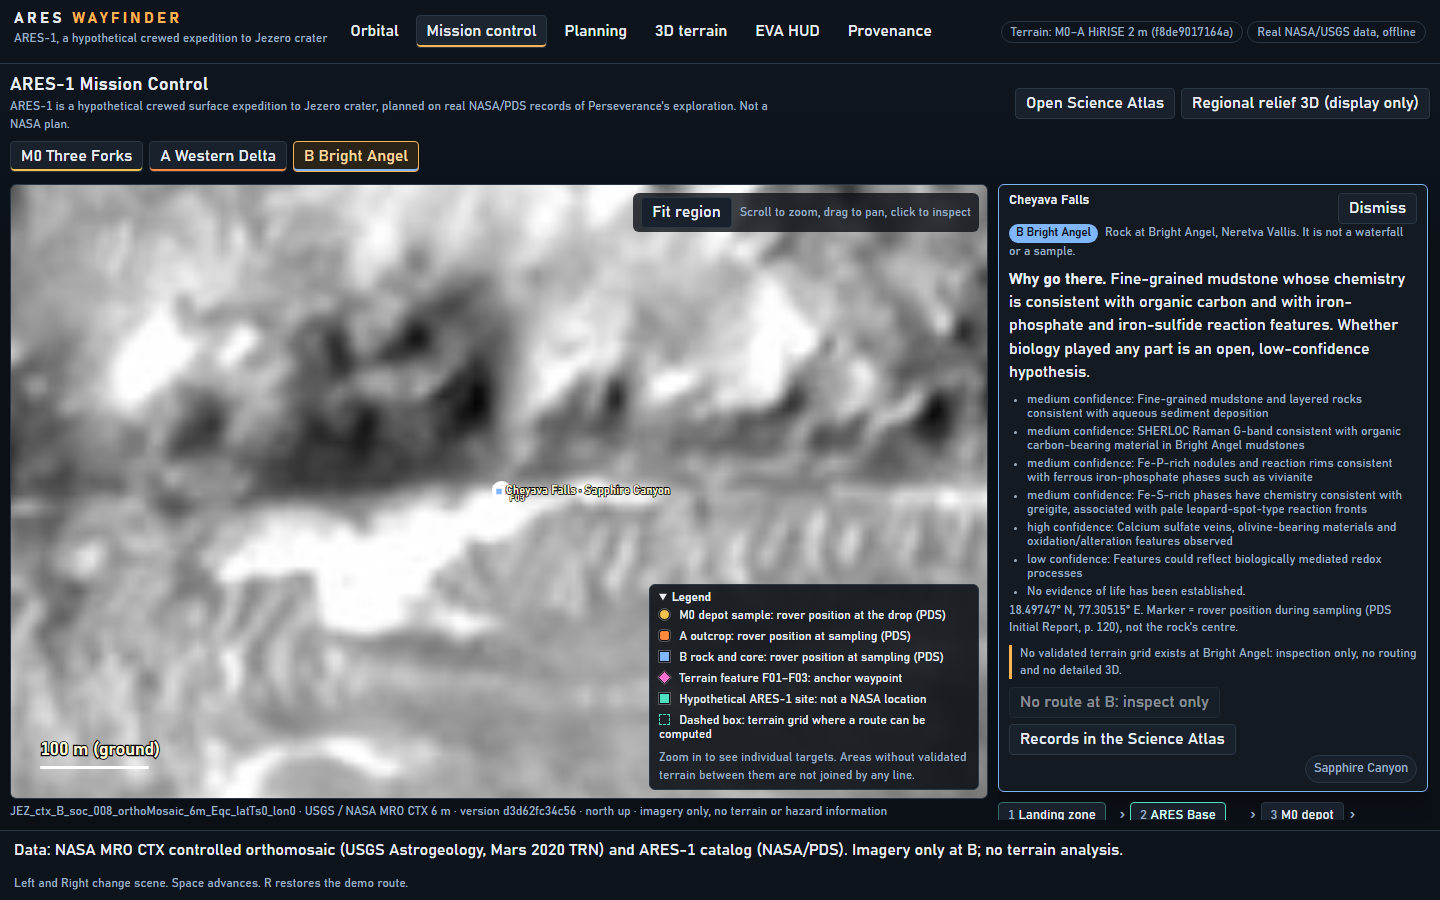 ARES WAYFINDER
ARES-1, a hypothetical crewed expedition to Jezero crater
Orbital
Mission control
Planning
3D terrain
EVA HUD
Provenance
Terrain: M0-A HiRISE 2 m (f8de9017164a)
Real NASA/USGS data, offline
ARES-1 Mission Control
ARES-1 is a hypothetical crewed surface expedition to Jezero crater, planned on real NASA/PDS records of Perseverance's exploration. Not a
NASA plan.
Open Science Atlas
Regional relief 3D (display only)
M0 Three Forks
A Western Delta
B Bright Angel
Fit region
Scroll to zoom, drag to pan, click to inspect
Cheyava Falls · Sapphire Canyon
F03
100 m (ground)
▼ Legend
M0 depot sample: rover position at the drop (PDS)
A outcrop: rover position at sampling (PDS)
B rock and core: rover position at sampling (PDS)
Terrain feature F01-F03: anchor waypoint
Hypothetical ARES-1 site: not a NASA location
Dashed box: terrain grid where a route can be
computed
Zoom in to see individual targets. Areas without validated
terrain between them are not joined by any line.
JEZ_ctx_B_soc_008_orthoMosaic_6m_Eqc_latTs0_lon0 · USGS / NASA MRO CTX 6 m · version d3d62fc34c56 · north up · imagery only, no terrain or hazard information
Cheyava Falls
Dismiss
B Bright Angel
Rock at Bright Angel, Neretva Vallis. It is not a waterfall
or a sample.
Why go there. Fine-grained mudstone whose chemistry
is consistent with organic carbon and with iron-
phosphate and iron-sulfide reaction features. Whether
biology played any part is an open, low-confidence
hypothesis.
• medium confidence: Fine-grained mudstone and layered rocks
consistent with aqueous sediment deposition
• medium confidence: SHERLOC Raman G-band consistent with organic
carbon-bearing material in Bright Angel mudstones
• medium confidence: Fe-P-rich nodules and reaction rims consistent
with ferrous iron-phosphate phases such as vivianite
• medium confidence: Fe-S-rich phases have chemistry consistent with
greigite, associated with pale leopard-spot-type reaction fronts
• high confidence: Calcium sulfate veins, olivine-bearing materials and
oxidation/alteration features observed
• low confidence: Features could reflect biologically mediated redox
processes
• No evidence of life has been established.
18.49747° N, 77.30515° E. Marker = rover position during sampling (PDS
Initial Report, p. 120), not the rock's centre.
No validated terrain grid exists at Bright Angel: inspection only, no routing
and no detailed 3D.
No route at B: inspect only
Records in the Science Atlas
Sapphire Canyon
1 Landing zone
›
2 ARES Base
›
3 M0 depot
›
Data: NASA MRO CTX controlled orthomosaic (USGS Astrogeology, Mars 2020 TRN) and ARES-1 catalog (NASA/PDS). Imagery only at B; no terrain analysis.
Left and Right change scene. Space advances. R restores the demo route.